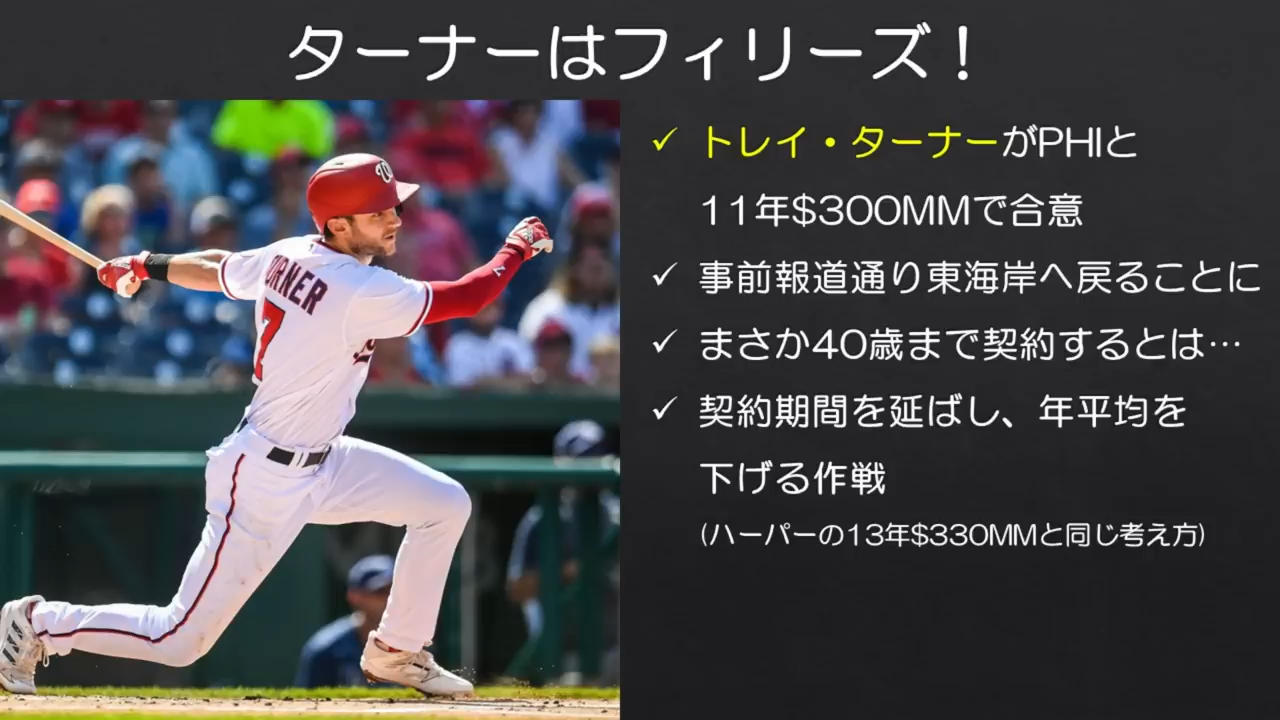 ターナーはフィリーズ！
トレイ・ターナーがPHIと
11年$300MMで合意
事前報道通り東海岸へ戻ることに
まさか40歳まで契約するとは…
契約期間を延ばし、年平均を
下げる作戦
(ハーパーの13年$330MMと同じ考え方)
W
URNER
7